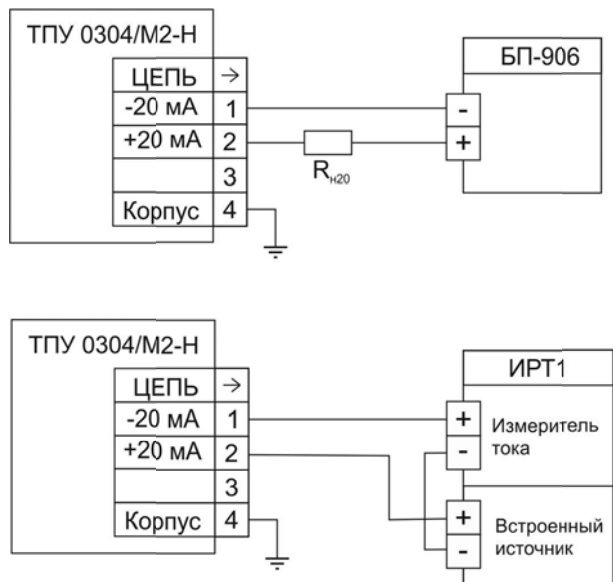 ТПУ 0304/М2-Н
БП-906
ЦЕПЬ →
-20 мА 1
-
+20 мА 2
+
Rн20
3
Корпус 4
ТПУ 0304/М2-Н
ИРТ1
ЦЕПЬ →
-20 мА 1
+
Измеритель
+20 мА 2
-
тока
3
Корпус 4
+
Встроенный
-
источник